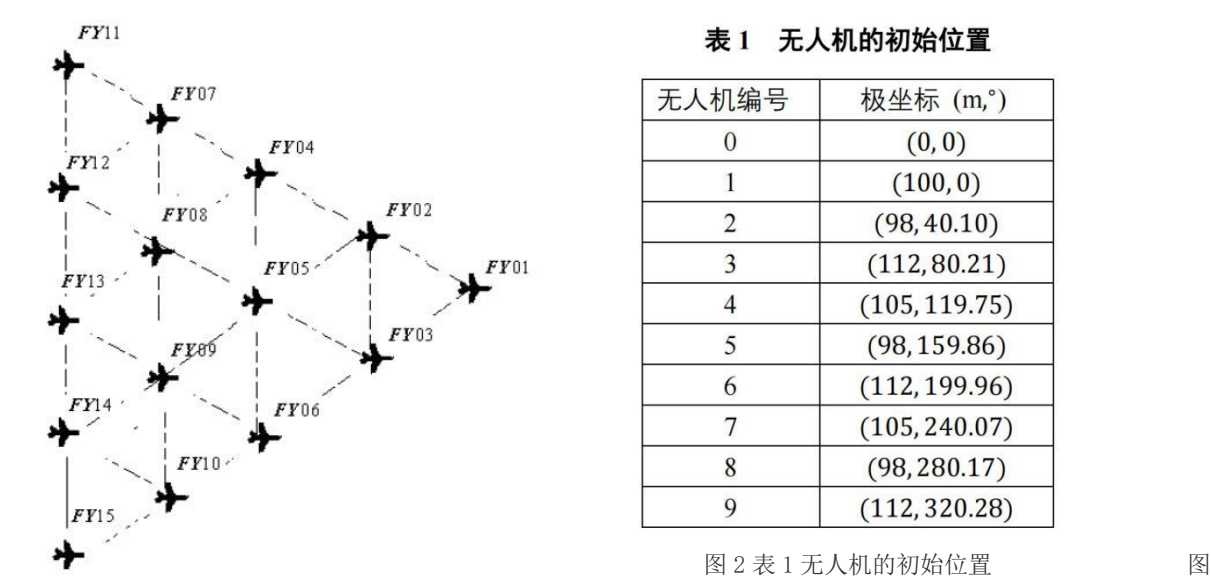 FY11
FY07
FY04
FY12
FY02
FY08
FY01
FY05
FY13
FY03
FY09
FY14
FY06
FY10
FY15
表 1 无人机的初始位置
无人机编号 极坐标 (m,°)
0 (0, 0)
1 (100, 0)
2 (98, 40.10)
3 (112, 80.21)
4 (105, 119.75)
5 (98, 159.86)
6 (112, 199.96)
7 (105, 240.07)
8 (98, 280.17)
9 (112, 320.28)
图 2 表 1 无人机的初始位置 图